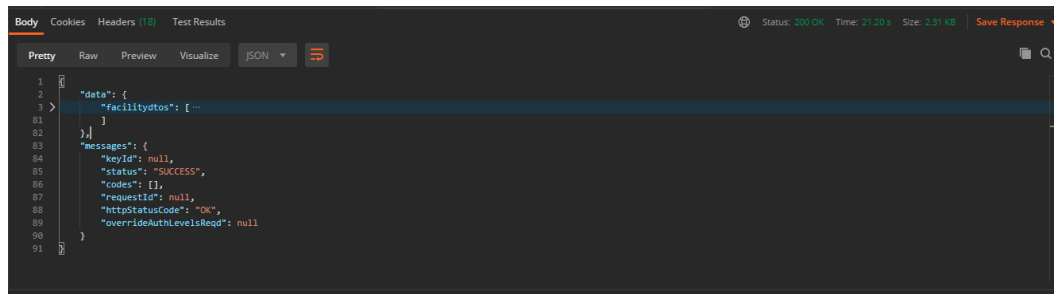 Body Cookies Headers (18) Test Results Status: 200 OK Time: 21.20 s Size: 2.31 KB Save Response
Pretty Raw Preview Visualize JSON
1 {
2 "data": {
3 "facilitydtos": [ ...
81 ]
82 },
83 "messages": {
84 "keyId": null,
85 "status": "SUCCESS",
86 "codes": [],
87 "requestId": null,
88 "httpStatusCode": "OK",
89 "overrideAuthLevelsReqd": null
90 }
91 }